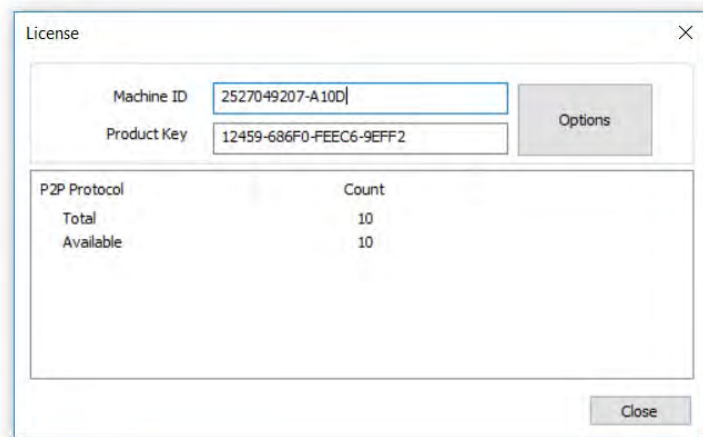 License
Machine ID 2527049207-A10D
Product Key 12459-686F0-FEEC6-9EFF2
Options
P2P Protocol Count
Total 10
Available 10
Close